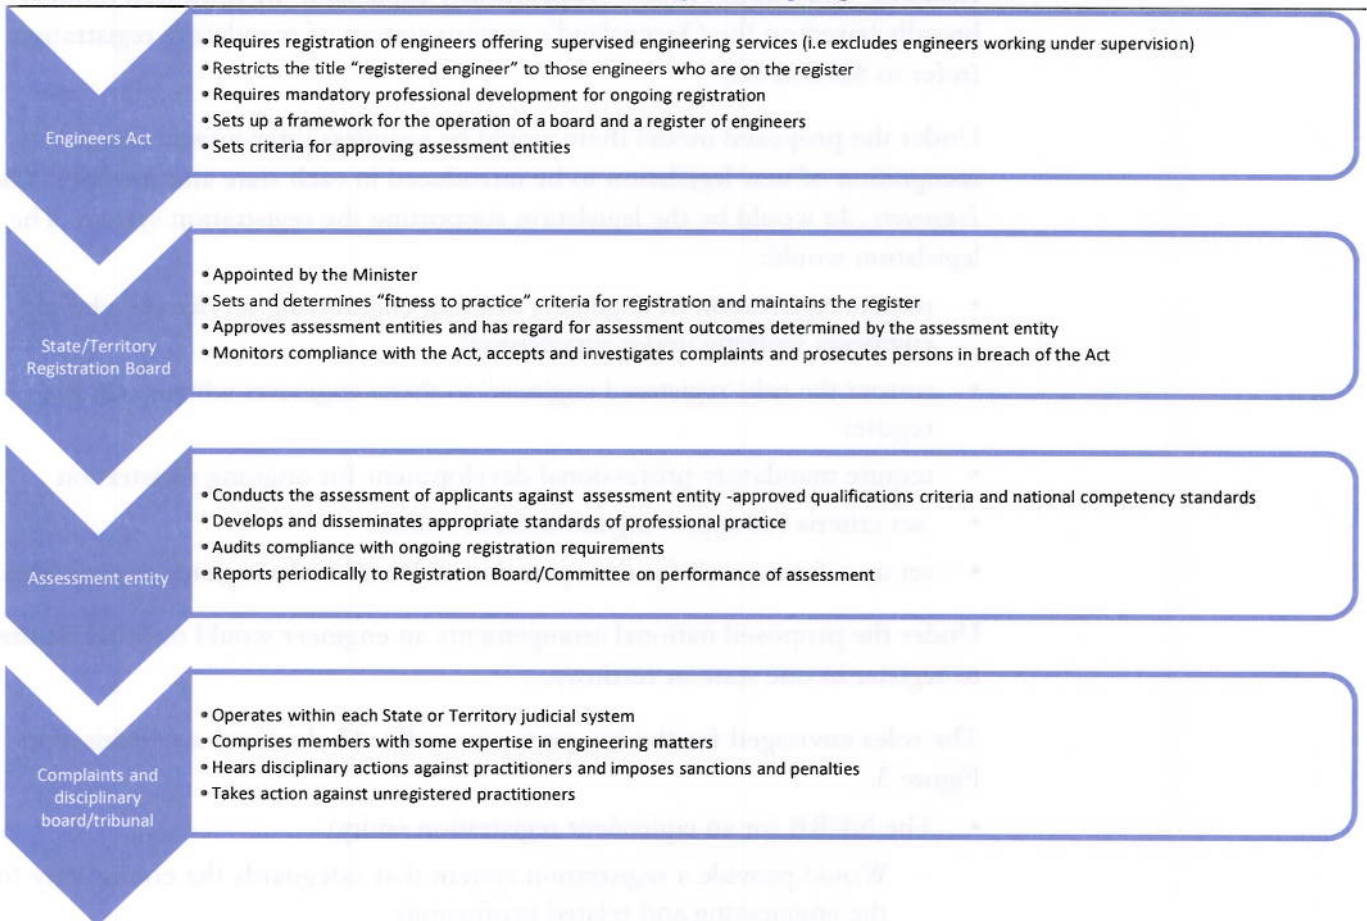 Engineers Act
• Requires registration of engineers offering supervised engineering services (i.e excludes engineers working under supervision)
• Restricts the title “registered engineer” to those engineers who are on the register
• Requires mandatory professional development for ongoing registration
• Sets up a framework for the operation of a board and a register of engineers
• Sets criteria for approving assessment entities
State/Territory
Registration Board
• Appointed by the Minister
• Sets and determines “fitness to practice” criteria for registration and maintains the register
• Approves assessment entities and has regard for assessment outcomes determined by the assessment entity
• Monitors compliance with the Act, accepts and investigates complaints and prosecutes persons in breach of the Act
Assessment entity
• Conducts the assessment of applicants against assessment entity -approved qualifications criteria and national competency standards
• Develops and disseminates appropriate standards of professional practice
• Audits compliance with ongoing registration requirements
• Reports periodically to Registration Board/Committee on performance of assessment
Complaints and
disciplinary
board/tribunal
• Operates within each State or Territory judicial system
• Comprises members with some expertise in engineering matters
• Hears disciplinary actions against practitioners and imposes sanctions and penalties
• Takes action against unregistered practitioners